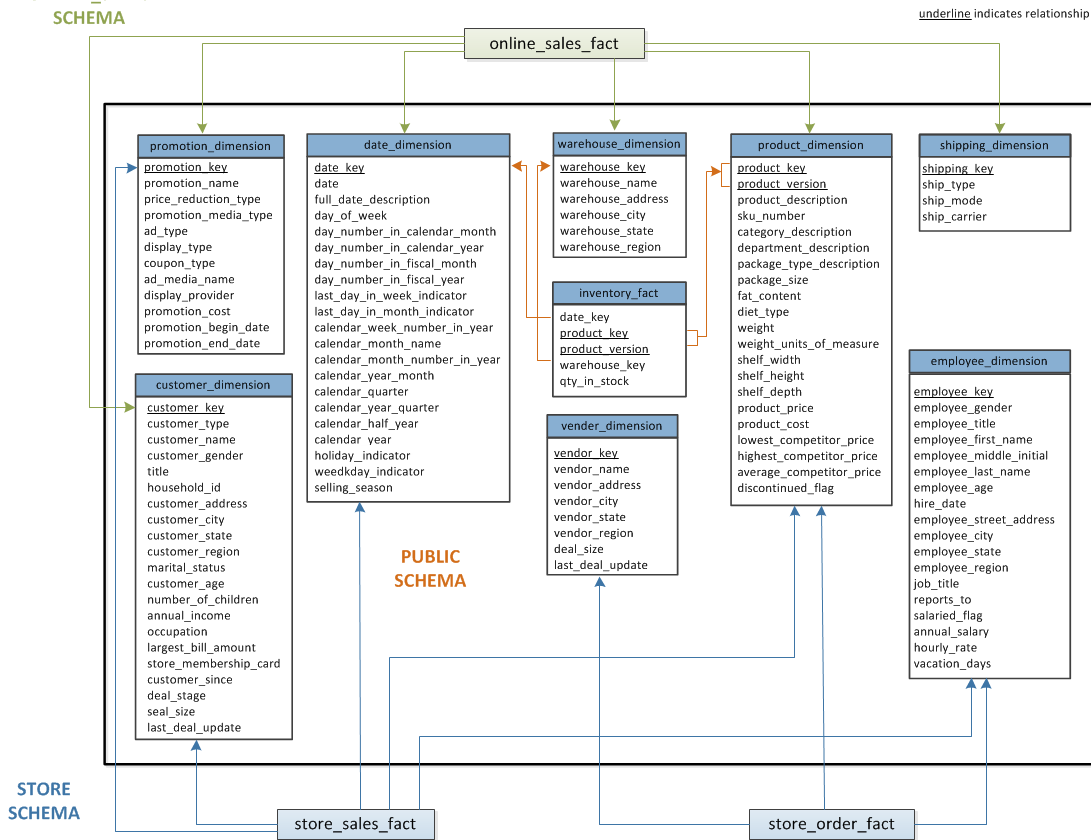 SCHEMA
underline indicates relationship
online_sales_fact
promotion_dimension
promotion_key
promotion_name
price_reduction_type
promotion_media_type
ad_type
display_type
coupon_type
ad_media_name
display_provider
promotion_cost
promotion_begin_date
promotion_end_date
customer_dimension
customer_key
customer_type
customer_name
customer_gender
title
household_id
customer_address
customer_city
customer_state
customer_region
marital_status
customer_age
number_of_children
annual_income
occupation
largest_bill_amount
store_membership_card
customer_since
deal_stage
seal_size
last_deal_update
date_dimension
date_key
date
full_date_description
day_of_week
day_number_in_calendar_month
day_number_in_calendar_year
day_number_in_fiscal_month
day_number_in_fiscal_year
last_day_in_week_indicator
last_day_in_month_indicator
calendar_week_number_in_year
calendar_month_name
calendar_month_number_in_year
calendar_year_month
calendar_quarter
calendar_year_quarter
calendar_half_year
calendar_year
holiday_indicator
weedkday_indicator
selling_season
warehouse_dimension
warehouse_key
warehouse_name
warehouse_address
warehouse_city
warehouse_state
warehouse_region
inventory_fact
date_key
product_key
product_version
warehouse_key
qty_in_stock
vender_dimension
vendor_key
vendor_name
vendor_address
vendor_city
vendor_state
vendor_region
deal_size
last_deal_update
product_dimension
product_key
product_version
product_description
sku_number
category_description
department_description
package_type_description
package_size
fat_content
diet_type
weight
weight_units_of_measure
shelf_width
shelf_height
shelf_depth
product_price
product_cost
lowest_competitor_price
highest_competitor_price
average_competitor_price
discontinued_flag
shipping_dimension
shipping_key
ship_type
ship_mode
ship_carrier
employee_dimension
employee_key
employee_gender
employee_title
employee_first_name
employee_middle_initial
employee_last_name
employee_age
hire_date
employee_street_address
employee_city
employee_state
employee_region
job_title
reports_to
salaried_flag
annual_salary
hourly_rate
vacation_days
PUBLIC
SCHEMA
STORE
SCHEMA
store_sales_fact
store_order_fact